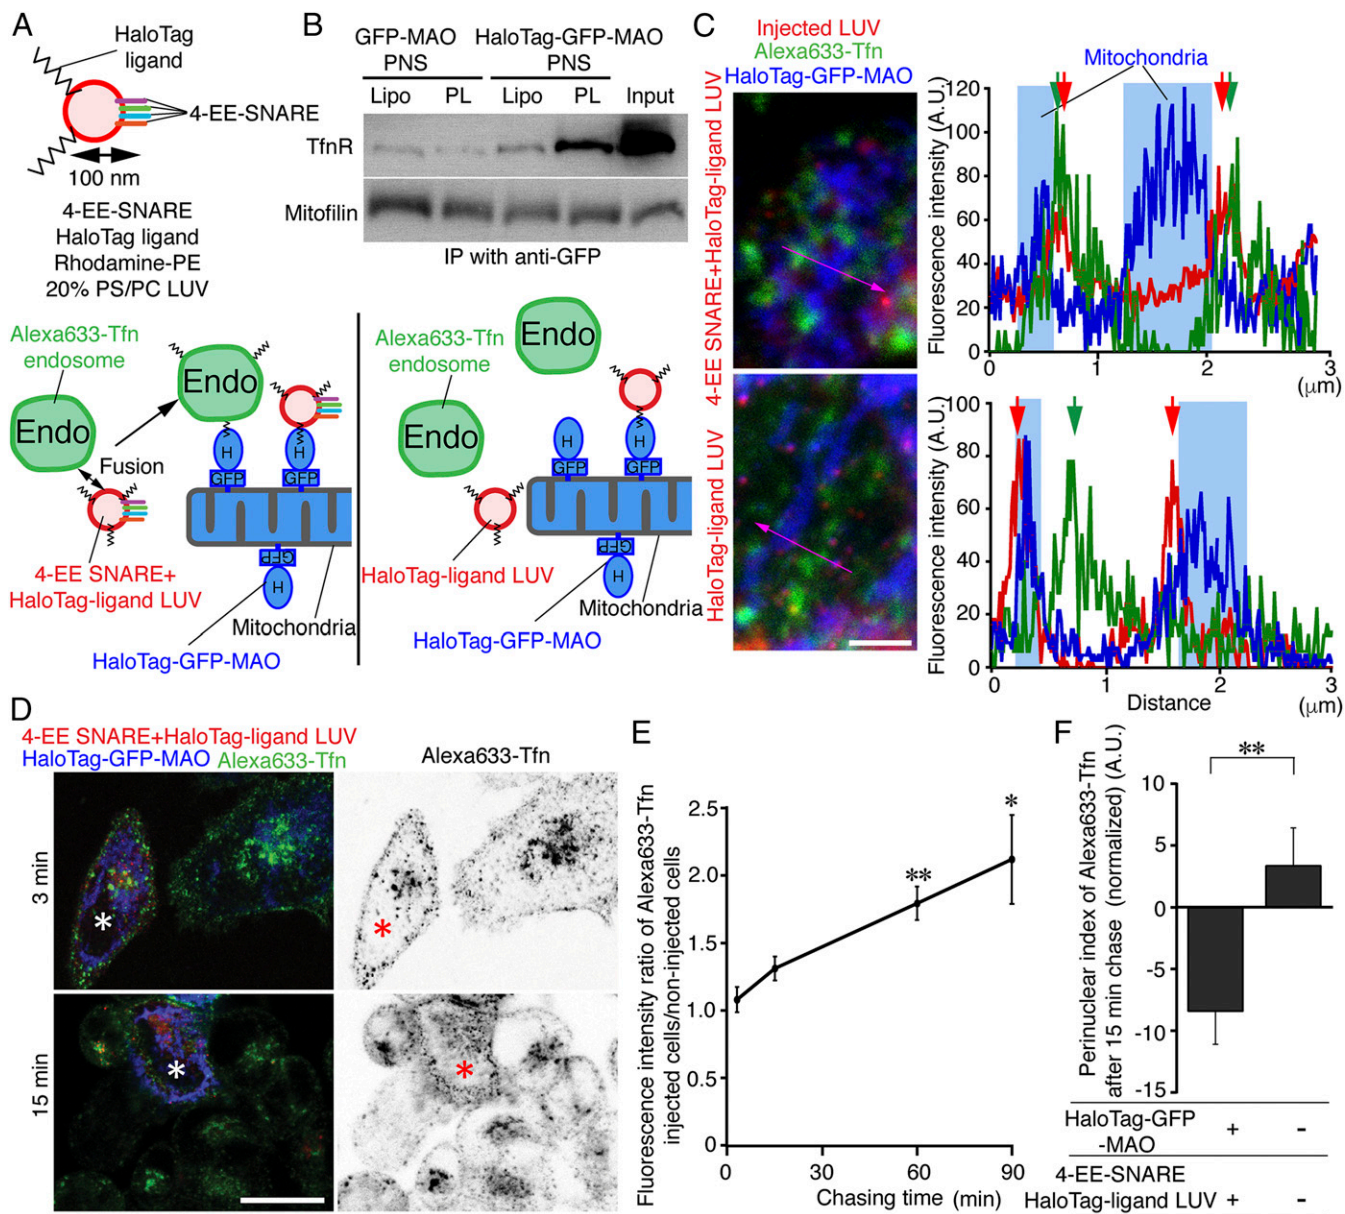 A
HaloTag
ligand
4-EE-SNARE
100 nm
4-EE-SNARE
HaloTag ligand
Rhodamine-PE
20% PS/PC LUV
B
GFP-MAO HaloTag-GFP-MAO
PNS PNS
Lipo PL Lipo PL Input
TfnR
Mitofilin
IP with anti-GFP
Alexa633-Tfn
endosome
Endo
Endo
Fusion
H
H
GFP
GFP
4-EE SNARE+
HaloTag-ligand LUV
GFP
H
Mitochondria
HaloTag-GFP-MAO
Alexa633-Tfn
endosome
Endo
Endo
H
H
GFP
GFP
HaloTag-ligand LUV
GFP
H
Mitochondria
HaloTag-GFP-MAO
C
Injected LUV
Alexa633-Tfn
HaloTag-GFP-MAO
4-EE SNARE+HaloTag-ligand LUV
HaloTag-ligand LUV
Mitochondria
Fluorescence intensity (A.U.)
120
100
80
60
40
20
0
0 1 2 3
(μm)
Fluorescence intensity (A.U.)
100
80
60
40
20
0
0 1 2 3
Distance (μm)
D
4-EE SNARE+HaloTag-ligand LUV
HaloTag-GFP-MAO Alexa633-Tfn
Alexa633-Tfn
3 min
*
*
15 min
*
*
E
Fluorescence intensity ratio of Alexa633-Tfn
injected cells/non-injected cells
2.5
2.0
1.5
1.0
0.5
0
**
*
0 30 60 90
Chasing time (min)
F
Perinuclear index of Alexa633-Tfn
after 15 min chase (normalized) (A.U.)
**
10
5
0
-5
-10
-15
HaloTag-GFP
-MAO + -
4-EE-SNARE
HaloTag-ligand LUV + -